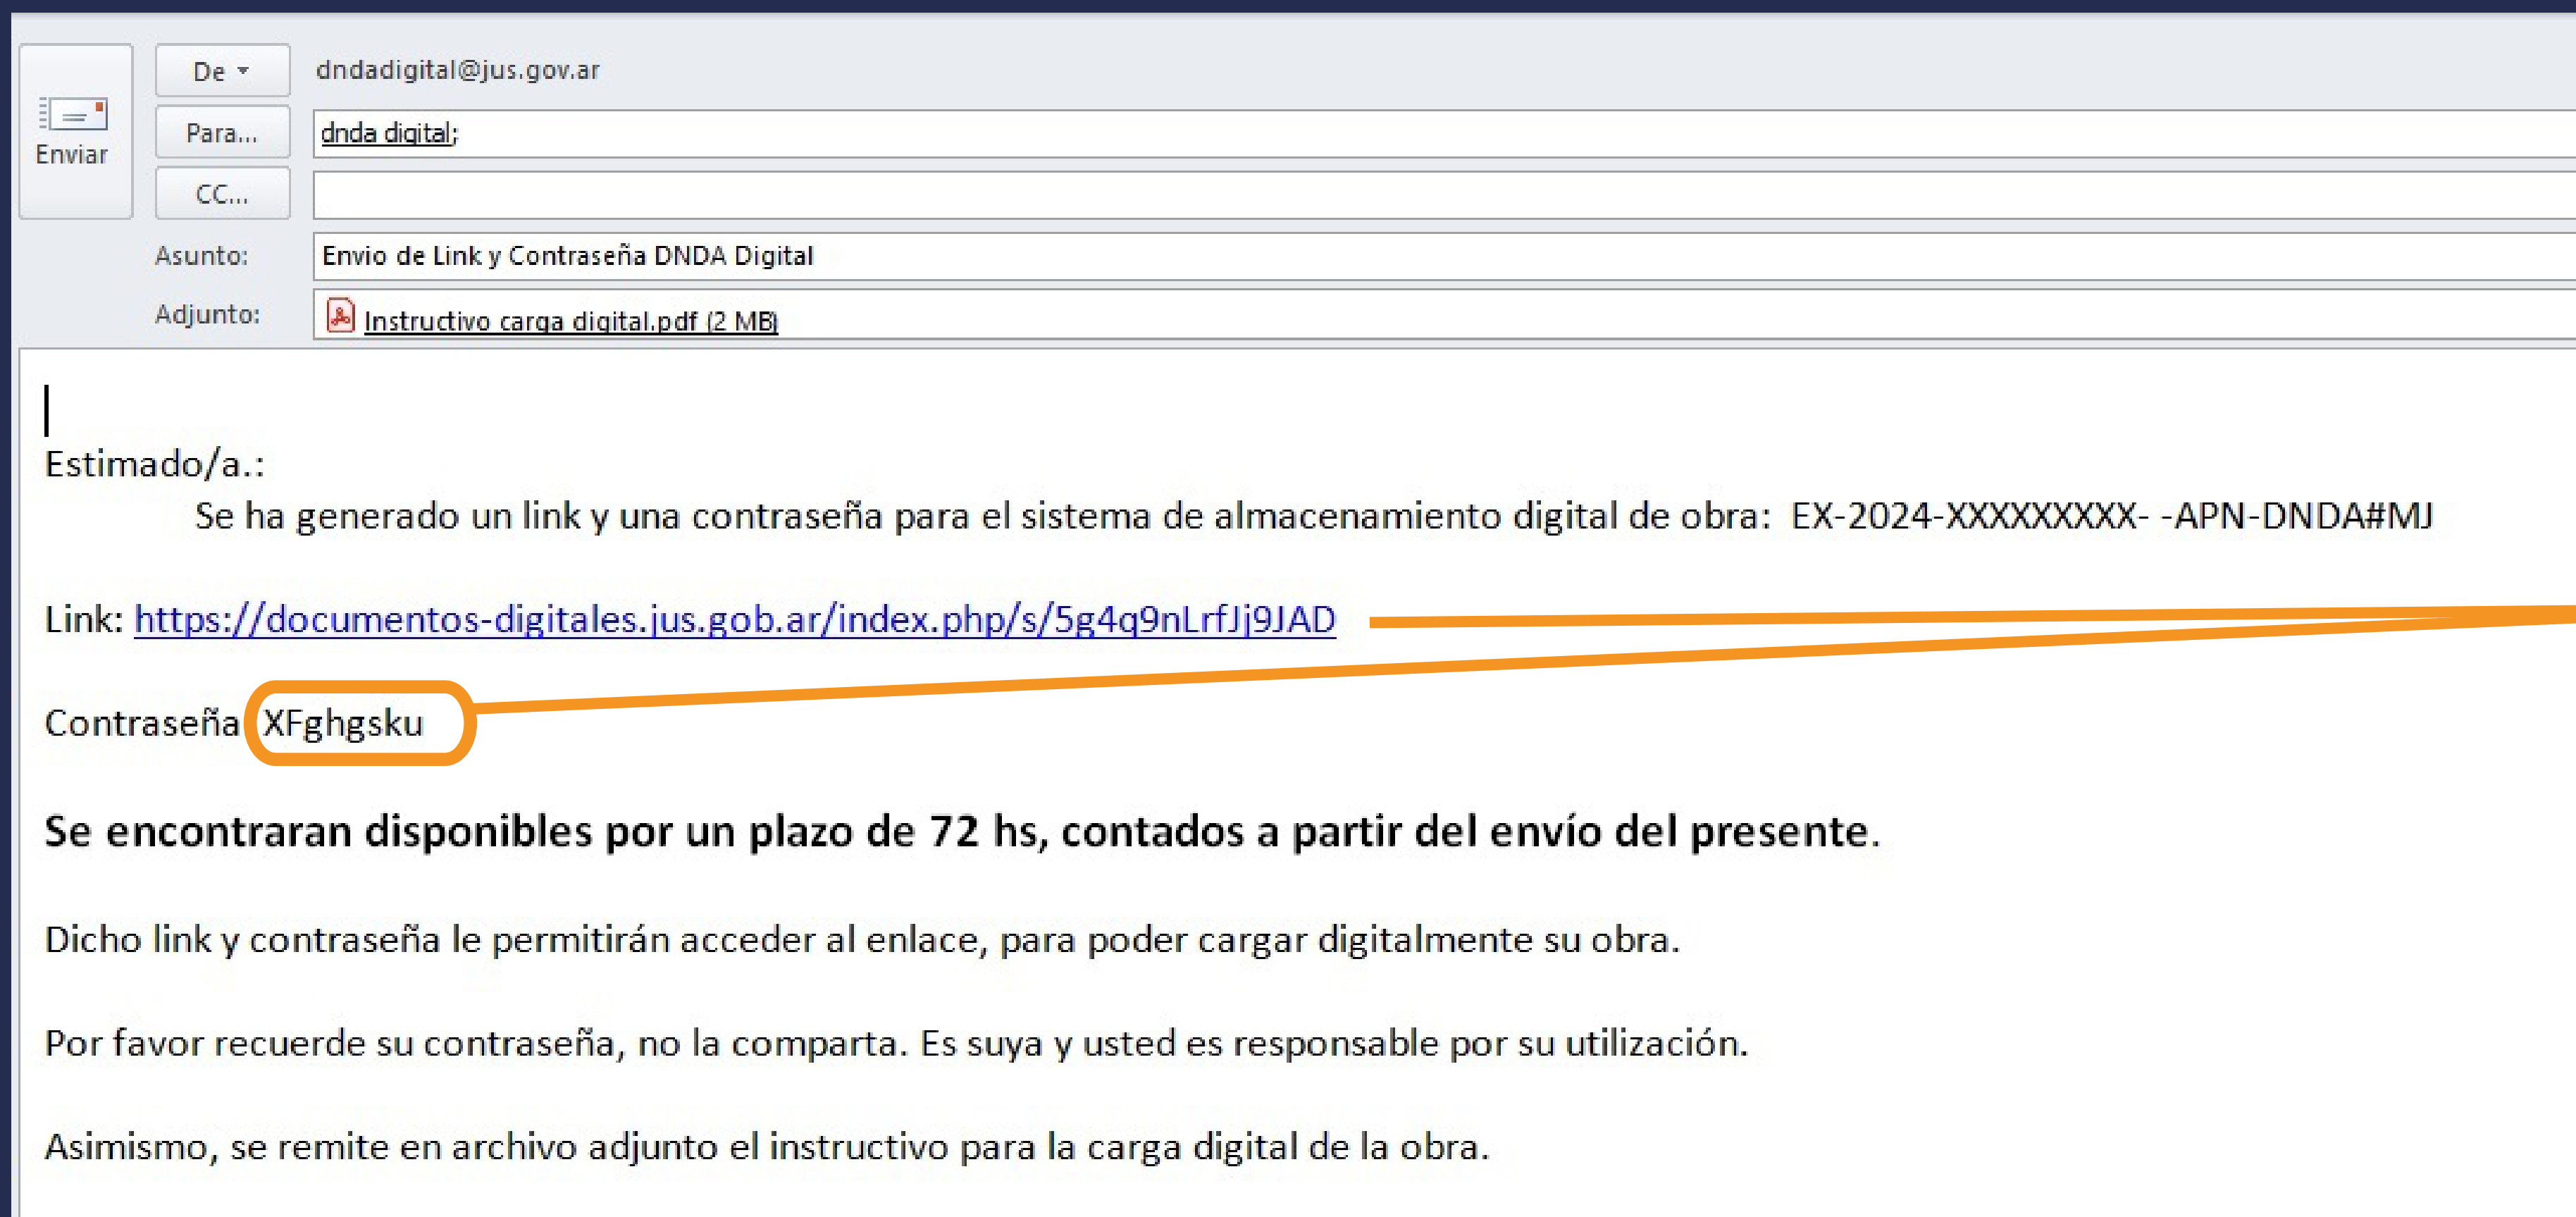 De
dndadigital@jus.gov.ar
Para...
dnda digital;
Enviar
CC...
Asunto:
Envio de Link y Contraseña DNDA Digital
Adjunto:
Instructivo carga digital.pdf (2 MB)
Estimado/a.:
Se ha generado un link y una contraseña para el sistema de almacenamiento digital de obra: EX-2024-XXXXXXXXX- -APN-DNDA#MJ
Link: https://documentos-digitales.jus.gob.ar/index.php/s/5g4q9nLrfJj9JAD
Contraseña XFghgsku
Se encontraran disponibles por un plazo de 72 hs, contados a partir del envío del presente.
Dicho link y contraseña le permitirán acceder al enlace, para poder cargar digitalmente su obra.
Por favor recuerde su contraseña, no la comparta. Es suya y usted es responsable por su utilización.
Asimismo, se remite en archivo adjunto el instructivo para la carga digital de la obra.